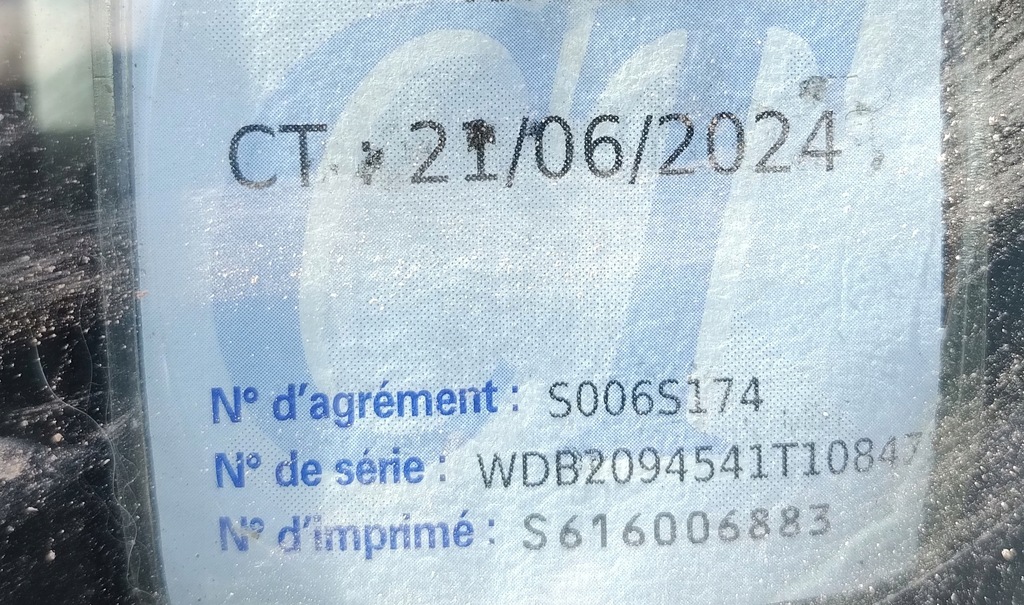 CT : 21/06/2024
N° d'agrément : S006S174
N° de série : WDB2094541T10847
N° d'imprimé : S616006883